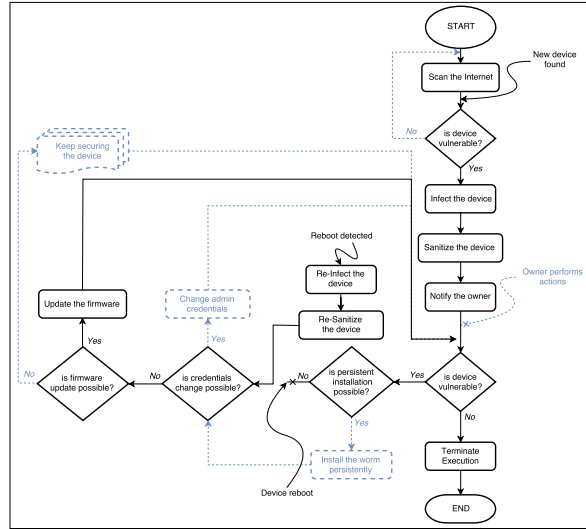 START
New device
found
Scan the Internet
No
is device
vulnerable?
Keep securing
the device
Yes
Infect the device
Reboot detected
Sanitize the device
Re-Infect the
device
Owner performs
actions
Update the firmware
Change admin
credentials
Notify the owner
Re-Sanitize
the device
Yes
Yes
No
is firmware
update possible?
No
is credentials
change possible?
No
is persistent
installation
possible?
Yes
is device
vulnerable?
Yes
No
Install the worm
persistently
Terminate
Execution
Device reboot
END